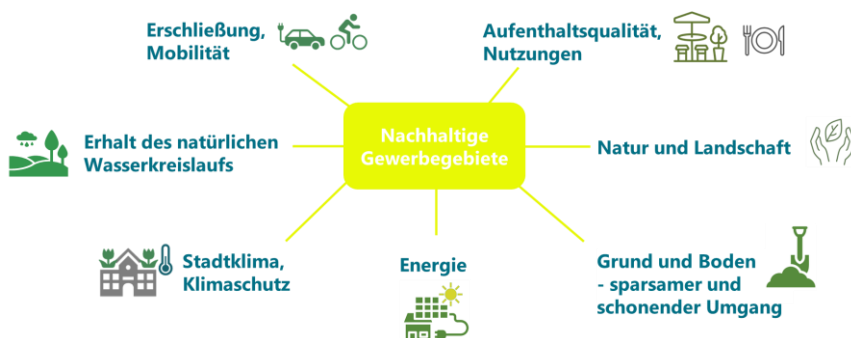 Erschließung,
Mobilität
Aufenthaltsqualität,
Nutzungen
Nachhaltige
Gewerbegebiete
Erhalt des natürlichen
Wasserkreislaufs
Natur und Landschaft
Stadtklima,
Klimaschutz
Energie
Grund und Boden
- sparsamer und
schonender Umgang